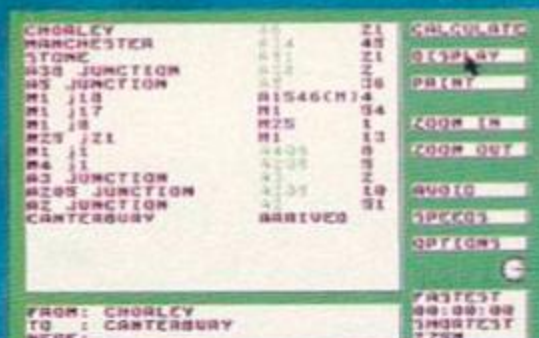 CHORLEY 21
MANCHESTER 45
STONE 21
A38 JUNCTION 2
A5 JUNCTION 38
M1 j18 4
M1 j17 M1 54
M1 j8 M25 1
M25 j21 M1 13
M1 j1 8
M4 j1 5
A3 JUNCTION 2
A205 JUNCTION 10
A2 JUNCTION 51
CANTERBURY ARRIVED
CALCULATE
DISPLAY
PRINT
ZOOM IN
ZOOM OUT
AVOID
SPEEDS
OPTIONS
FROM: CHORLEY
TO : CANTERBURY
FASTEST
00:00:00
SHORTEST